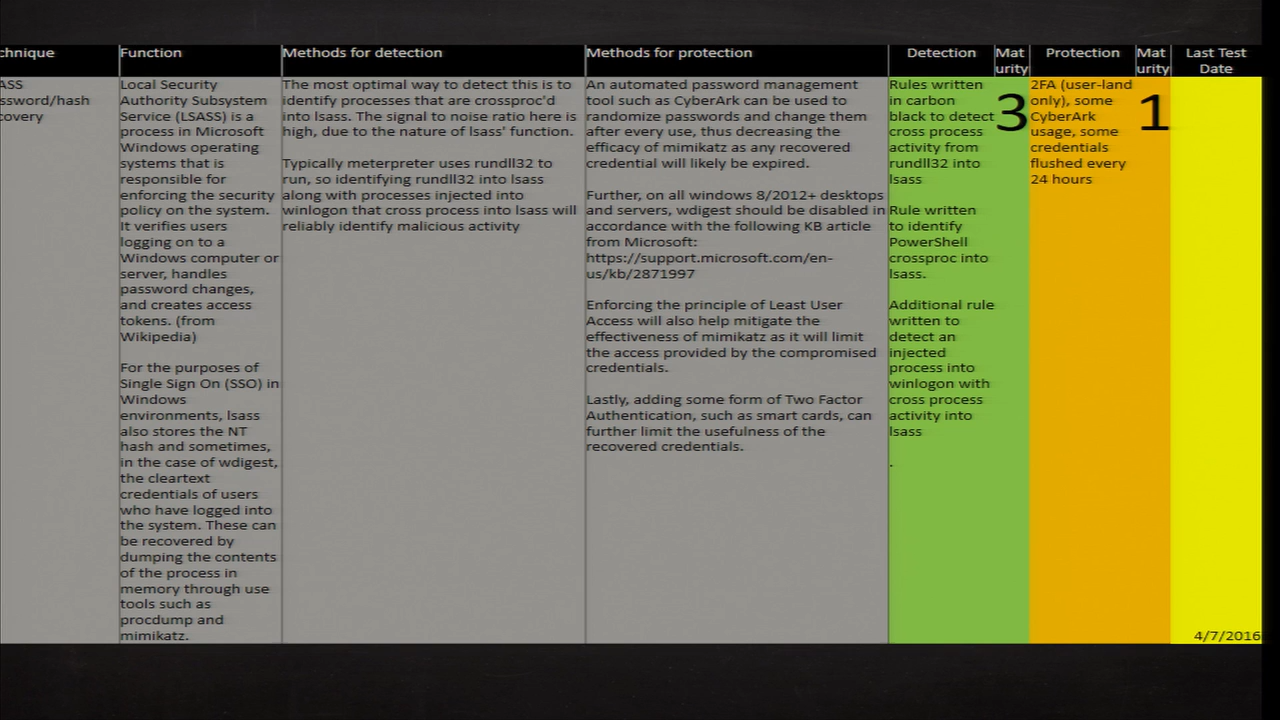 chnique
Function
Methods for detection
Methods for protection
Detection
Mat
urity
Protection
Mat
urity
Last Test
Date
ASS
ssword/hash
covery
Local Security
Authority Subsystem
Service (LSASS) is a
process in Microsoft
Windows operating
systems that is
responsible for
enforcing the security
policy on the system.
It verifies users
logging on to a
Windows computer or
server, handles
password changes,
and creates access
tokens. (from
Wikipedia)
For the purposes of
Single Sign On (SSO) in
Windows
environments, lsass
also stores the NT
hash and sometimes,
in the case of wdigest,
the cleartext
credentials of users
who have logged into
the system. These can
be recovered by
dumping the contents
of the process in
memory through use
tools such as
procdump and
mimikatz.
The most optimal way to detect this is to
identify processes that are crossproc'd
into lsass. The signal to noise ratio here is
high, due to the nature of lsass' function.
Typically meterpreter uses rundll32 to
run, so identifying rundll32 into lsass
along with processes injected into
winlogon that cross process into lsass will
reliably identify malicious activity
An automated password management
tool such as CyberArk can be used to
randomize passwords and change them
after every use, thus decreasing the
efficacy of mimikatz as any recovered
credential will likely be expired.
Further, on all windows 8/2012+ desktops
and servers, wdigest should be disabled in
accordance with the following KB article
from Microsoft:
https://support.microsoft.com/en-
us/kb/2871997
Enforcing the principle of Least User
Access will also help mitigate the
effectiveness of mimikatz as it will limit
the access provided by the compromised
credentials.
Lastly, adding some form of Two Factor
Authentication, such as smart cards, can
further limit the usefulness of the
recovered credentials.
Rules written
in carbon
black to detect
cross process
activity from
rundll32 into
lsass
Rule written
to identify
PowerShell
crossproc into
lsass.
Additional rule
written to
detect an
injected
process into
winlogon with
cross process
activity into
lsass
.
3
2FA (user-land
only), some
CyberArk
usage, some
credentials
flushed every
24 hours
1
4/7/2016